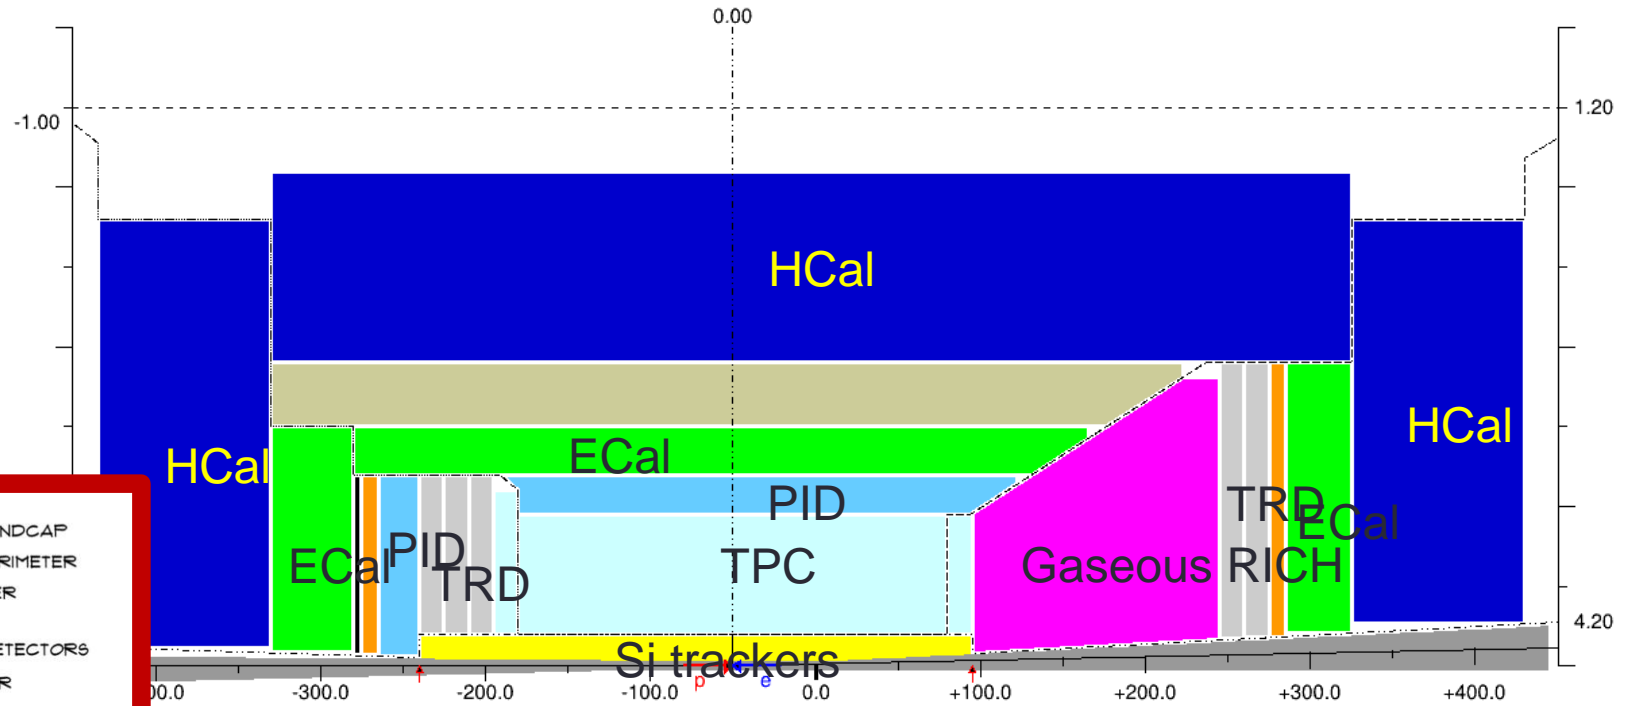 0.00
-1.00
1.20
HCal
HCal
HCal
ECal
PID
TPC
ECal
PID
TRD
Gaseous RICH
TRD
ECal
Si trackers
4.20
p
e
-300.0
-200.0
-100.0
0.0
+100.0
+200.0
+300.0
+400.0